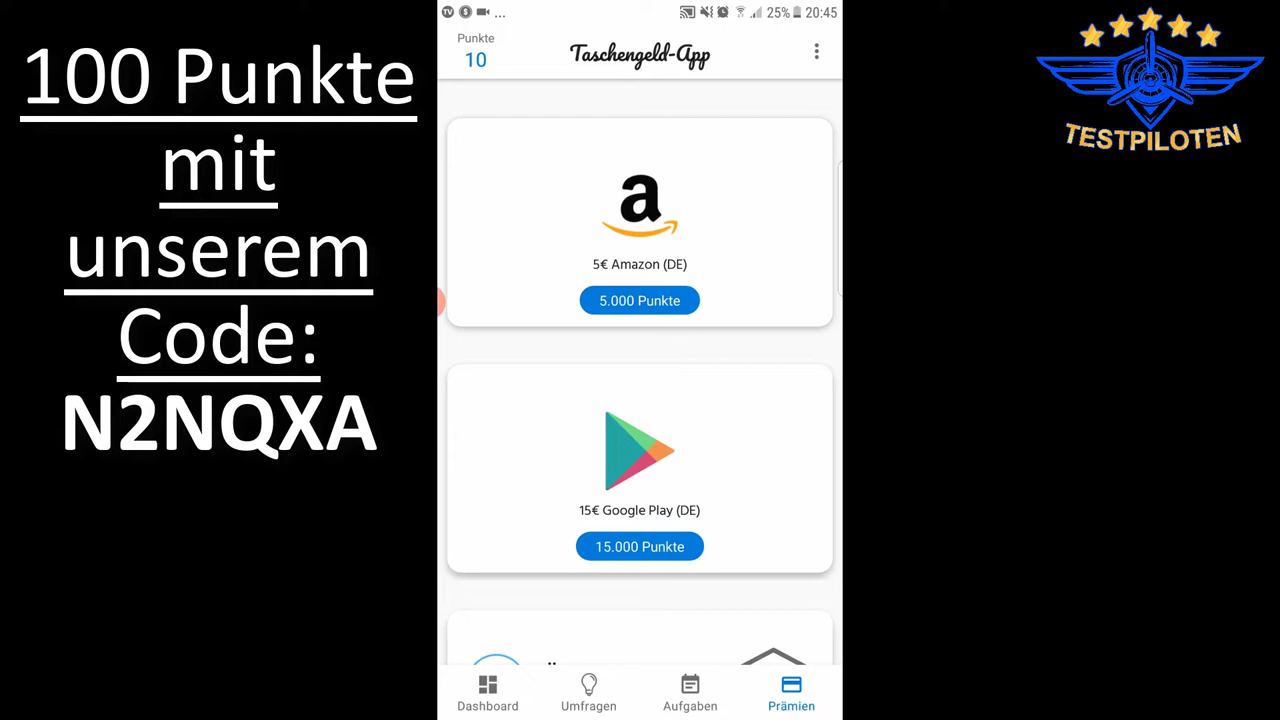 100 Punkte
mit
unserem
Code:
N2NQXA
TV
...
25%
20:45
Punkte
10
Taschengeld-App
a
5€ Amazon (DE)
5.000 Punkte
15€ Google Play (DE)
15.000 Punkte
Dashboard
Umfragen
Aufgaben
Prämien
TESTPILOTEN